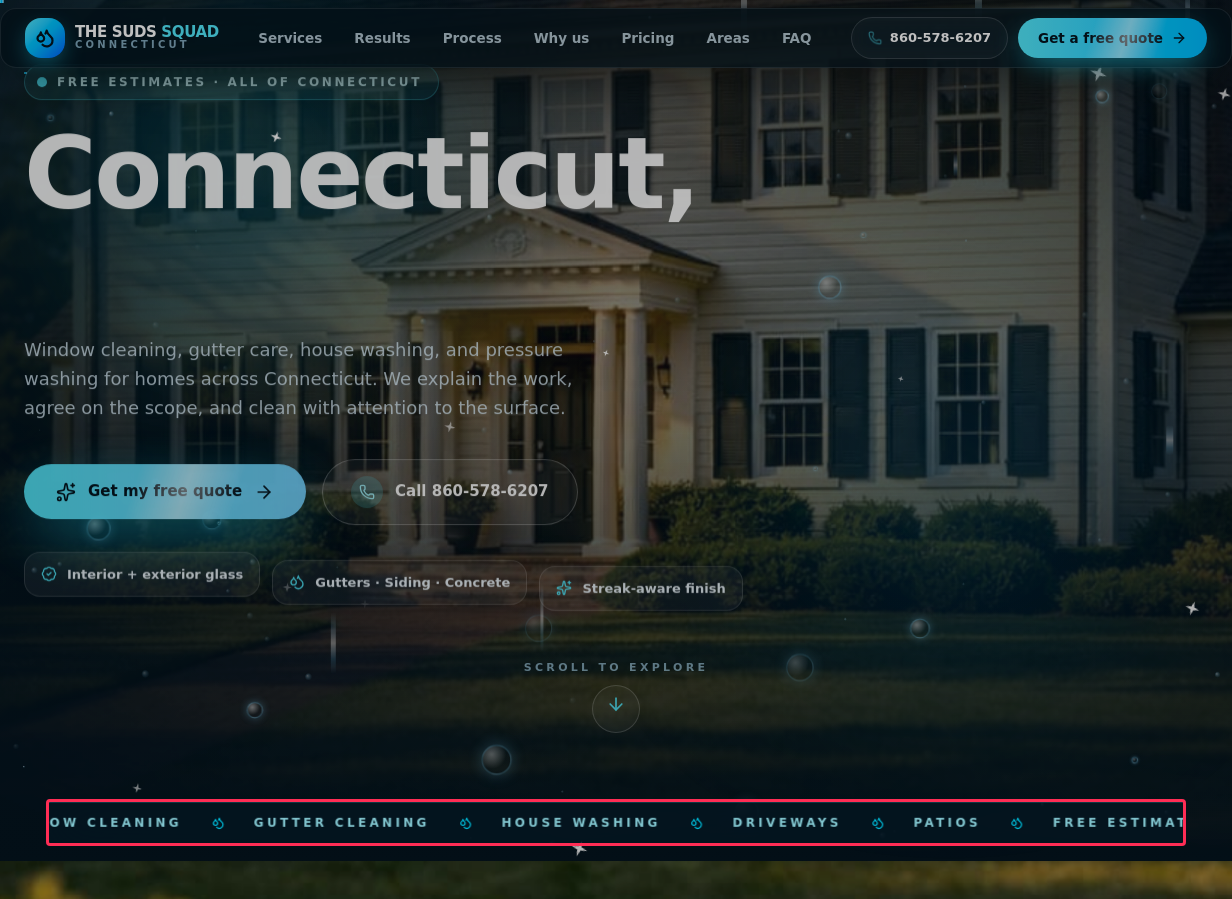 THE SUDS SQUAD
CONNECTICUT
Services
Results
Process
Why us
Pricing
Areas
FAQ
860-578-6207
Get a free quote
FREE ESTIMATES · ALL OF CONNECTICUT
Connecticut,
Window cleaning, gutter care, house washing, and pressure
washing for homes across Connecticut. We explain the work,
agree on the scope, and clean with attention to the surface.
Get my free quote
Call 860-578-6207
Interior + exterior glass
Gutters · Siding · Concrete
Streak-aware finish
SCROLL TO EXPLORE
OW CLEANING
GUTTER CLEANING
HOUSE WASHING
DRIVEWAYS
PATIOS
FREE ESTIMAT